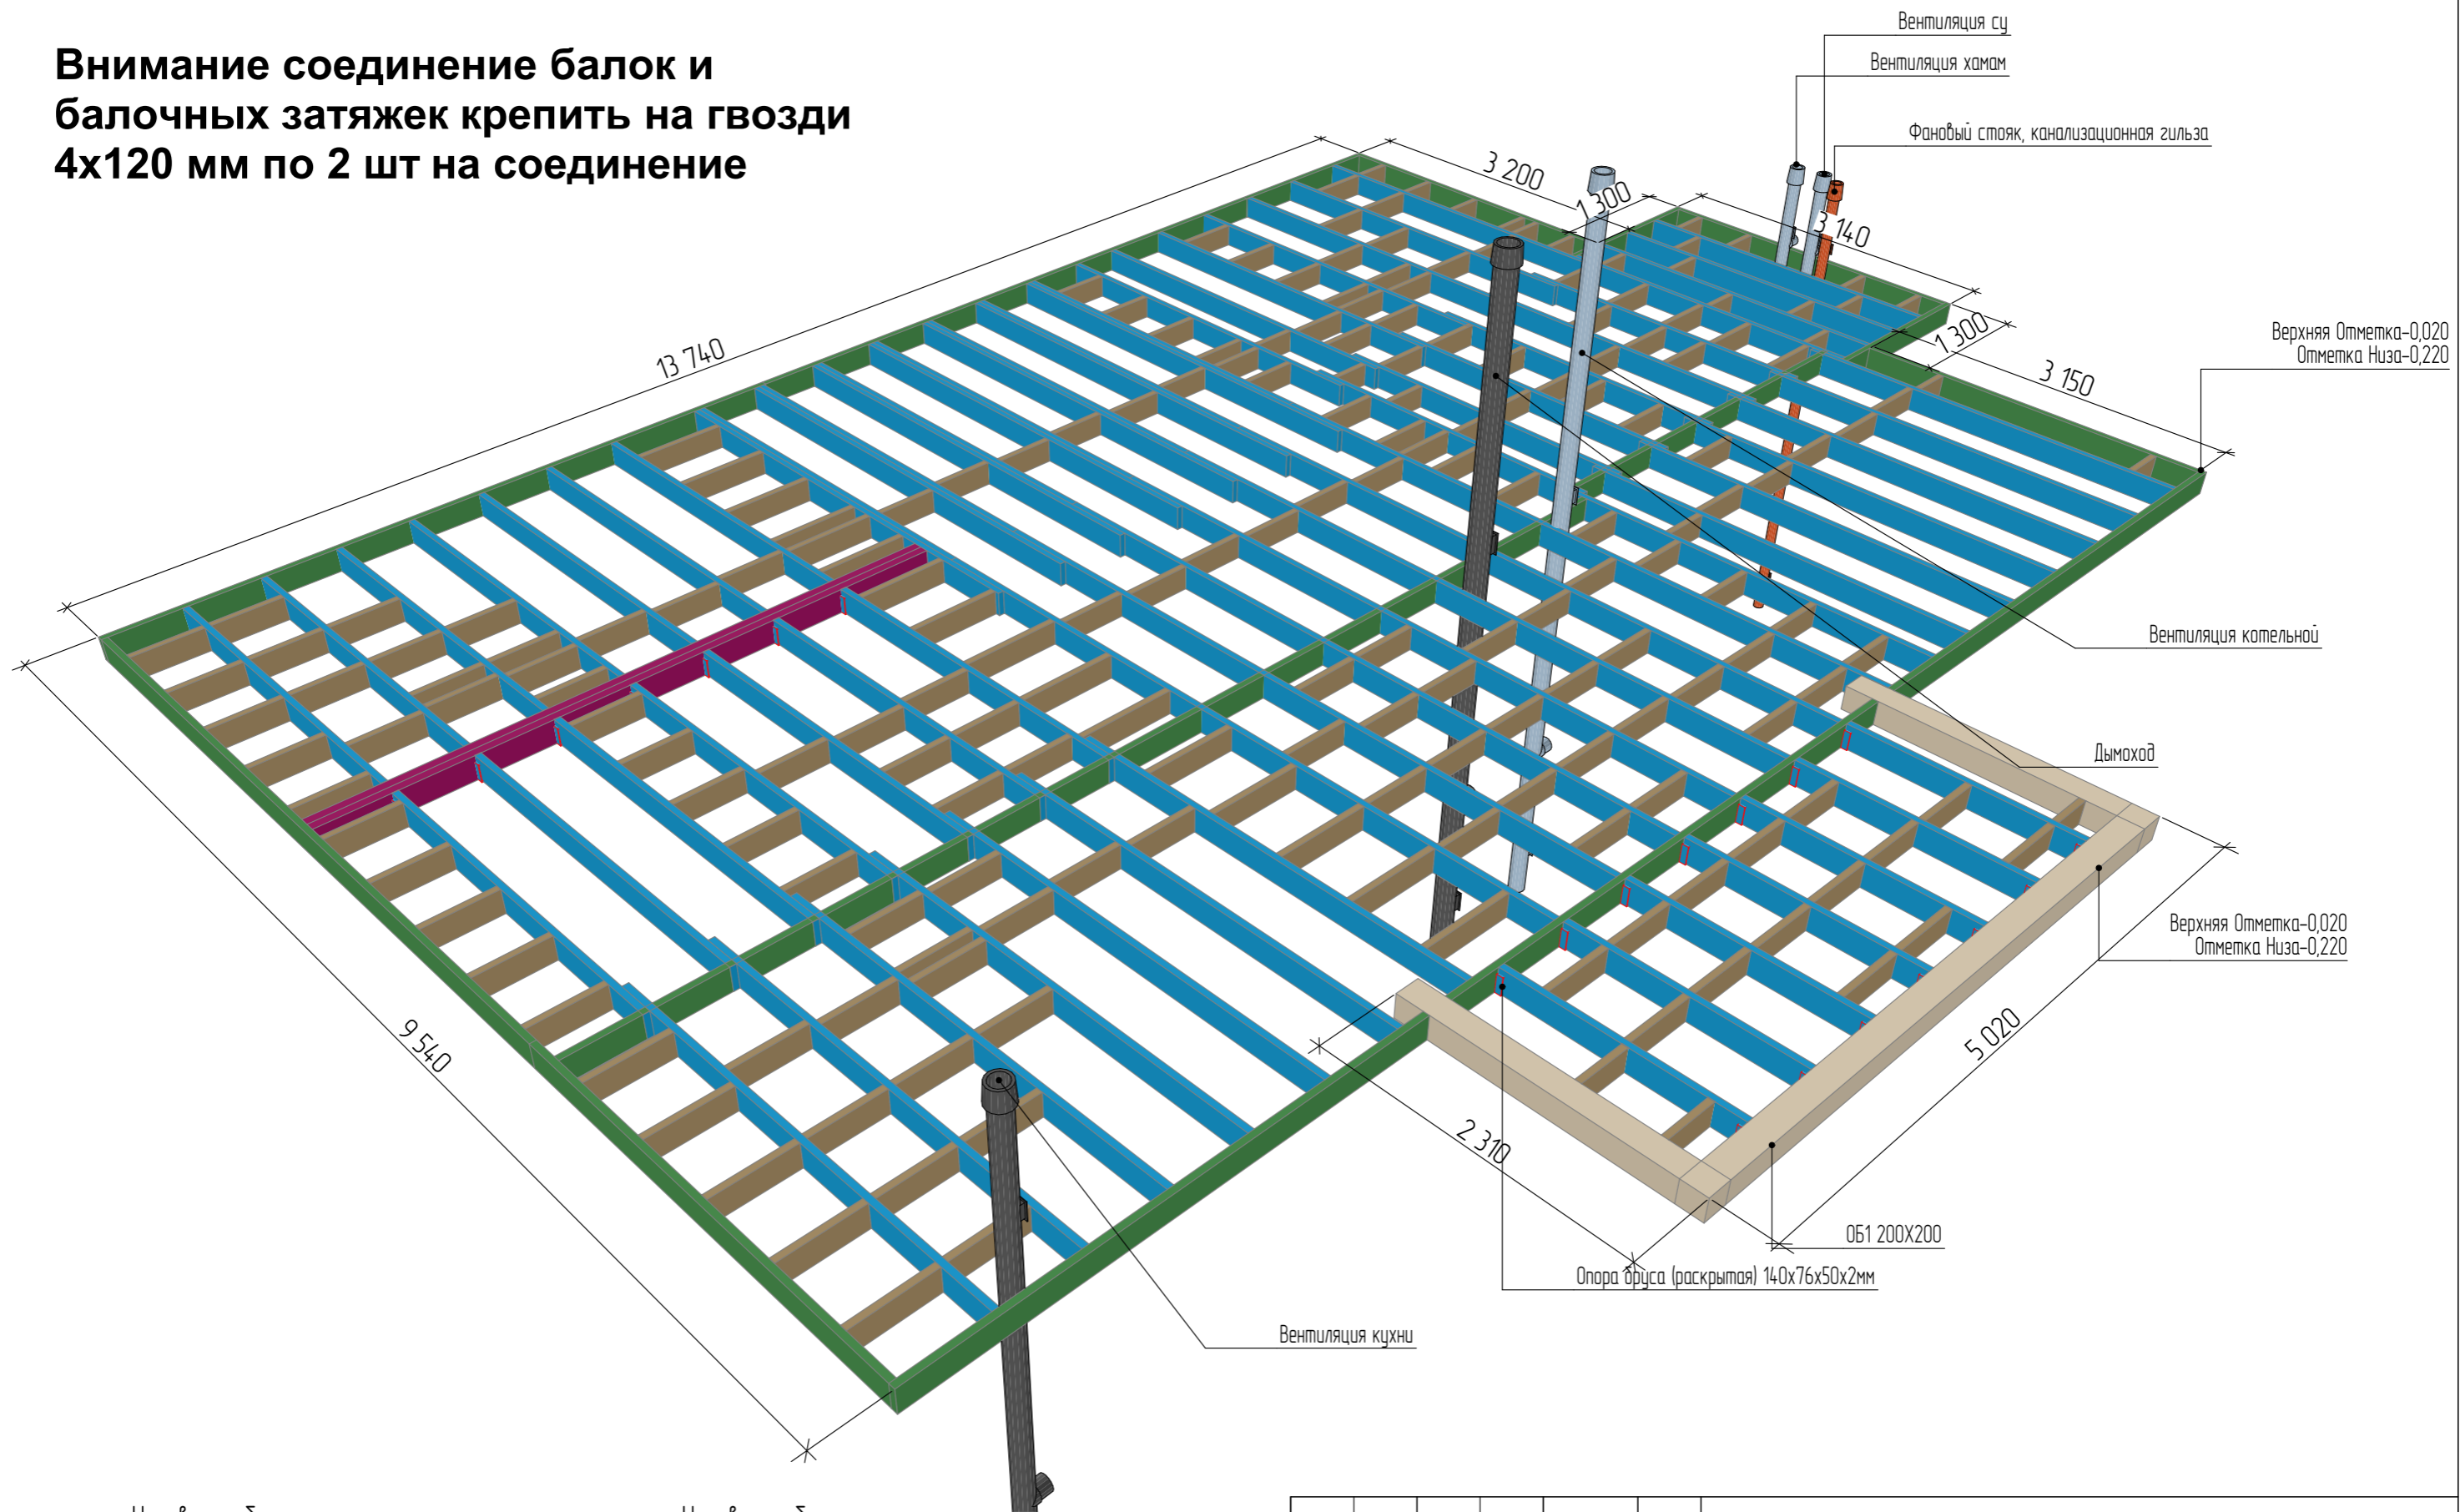 Внимание соединение балок и
балочных затяжек крепить на гвозди
4х120 мм по 2 шт на соединение
Вентиляция су
Вентиляция хамам
Фановый стояк, канализационная гильза
3 200
1 300
3 140
13 740
1 300
3 150
Верхняя Отметка-0,020
Отметка Низа-0,220
Вентиляция котельной
Дымоход
Верхняя Отметка-0,020
Отметка Низа-0,220
9 540
5 020
2 310
ОБ1 200Х200
Опора бруса (раскрытая) 140х76х50х2мм
Вентиляция кухни